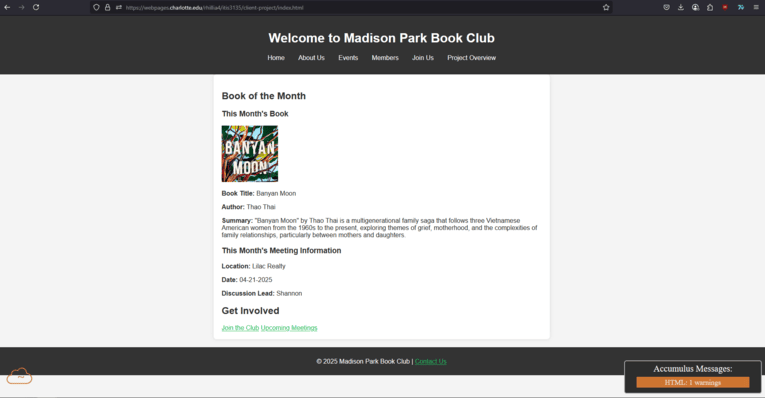 https://webpages.charlotte.edu/thillia4/itis3135/client-project/index.html
Welcome to Madison Park Book Club
Home About Us Events Members Join Us Project Overview
Book of the Month
This Month's Book
BANYAN
MOON
Book Title: Banyan Moon
Author: Thao Thai
Summary: "Banyan Moon" by Thao Thai is a multigenerational family saga that follows three Vietnamese
American women from the 1960s to the present, exploring themes of grief, motherhood, and the complexities of
family relationships, particularly between mothers and daughters.
This Month's Meeting Information
Location: Lilac Realty
Date: 04-21-2025
Discussion Lead: Shannon
Get Involved
Join the Club Upcoming Meetings
© 2025 Madison Park Book Club | Contact Us
Accumulus Messages:
HTML: 1 warnings